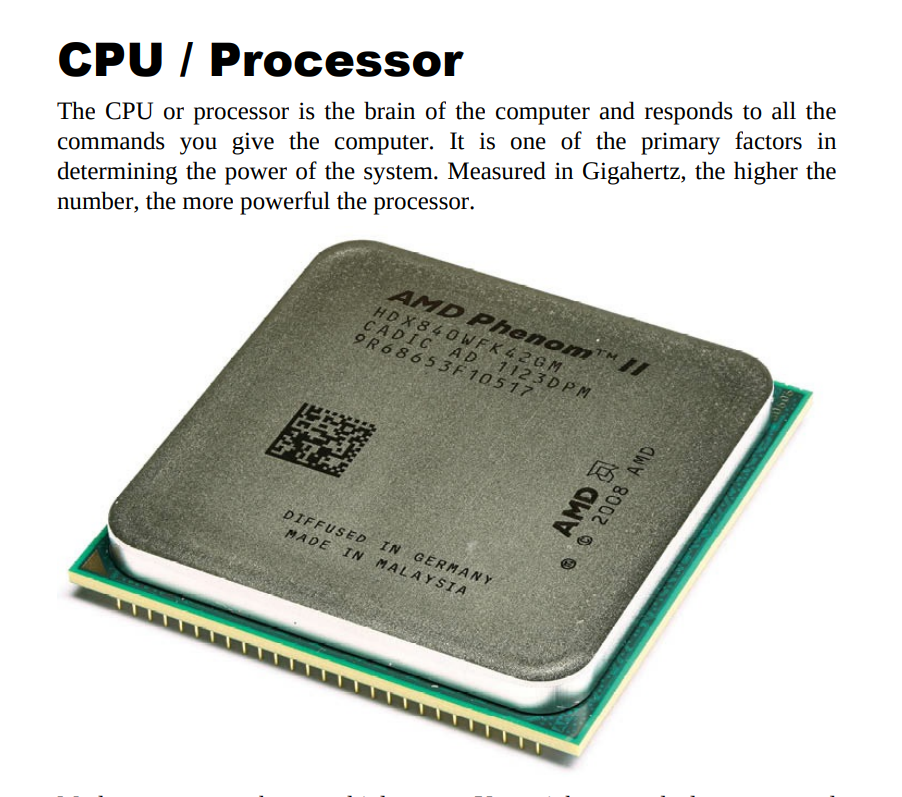 CPU / Processor
The CPU or processor is the brain of the computer and responds to all the
commands you give the computer. It is one of the primary factors in
determining the power of the system. Measured in Gigahertz, the higher the
number, the more powerful the processor.
AMD Phenom™ II
HDX840WFK42GM
CADIC AD 1123DPM
9R68653F10517
AMD
© 2008 AMD
DIFFUSED IN GERMANY
MADE IN MALAYSIA